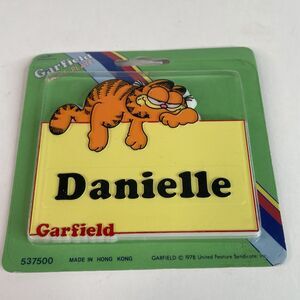 Garfield
Danielle
Garfield
537500 MADE IN HONG KONG GARFIELD © 1978 United Feature Syndicate, Inc.